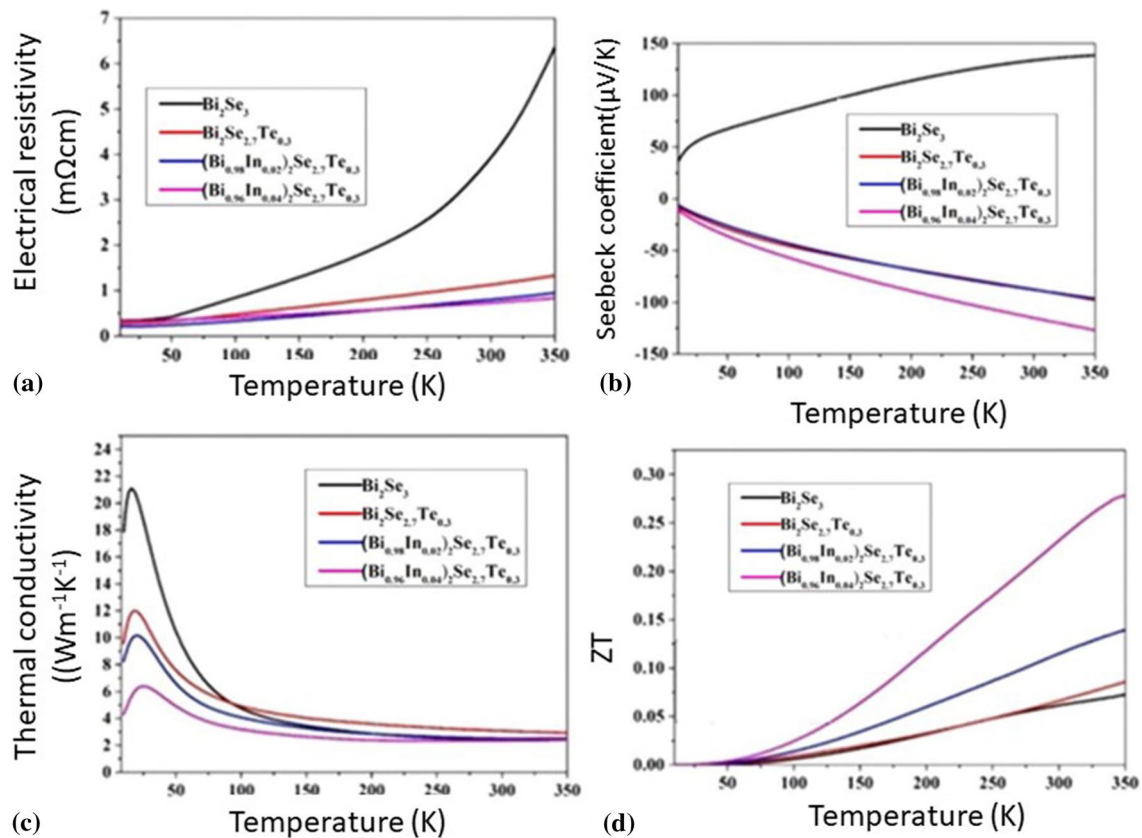 Electrical resistivity
(mΩcm)
7
6
5
4
3
2
1
0
Bi₂Se₃
Bi₂Se₂.₇Te₀.₃
(Bi₀.₉₈In₀.₀₂)₂Se₂.₇Te₀.₃
(Bi₀.₉₆In₀.₀₄)₂Se₂.₇Te₀.₃
50 100 150 200 250 300 350
(a) Temperature (K)
Seebeck coefficient(µV/K)
150
100
50
0
-50
-100
-150
Bi₂Se₃
Bi₂Se₂.₇Te₀.₃
(Bi₀.₉₈In₀.₀₂)₂Se₂.₇Te₀.₃
(Bi₀.₉₆In₀.₀₄)₂Se₂.₇Te₀.₃
50 100 150 200 250 300 350
(b)
Temperature (K)
Thermal conductivity
((Wm⁻¹K⁻¹)
24
22
20
18
16
14
12
10
8
6
4
2
0
Bi₂Se₃
Bi₂Se₂.₇Te₀.₃
(Bi₀.₉₈In₀.₀₂)₂Se₂.₇Te₀.₃
(Bi₀.₉₆In₀.₀₄)₂Se₂.₇Te₀.₃
50 100 150 200 250 300 350
(c) Temperature (K)
ZT
0.30
0.25
0.20
0.15
0.10
0.05
0.00
Bi₂Se₃
Bi₂Se₂.₇Te₀.₃
(Bi₀.₉₈In₀.₀₂)₂Se₂.₇Te₀.₃
(Bi₀.₉₆In₀.₀₄)₂Se₂.₇Te₀.₃
50 100 150 200 250 300 350
(d) Temperature (K)